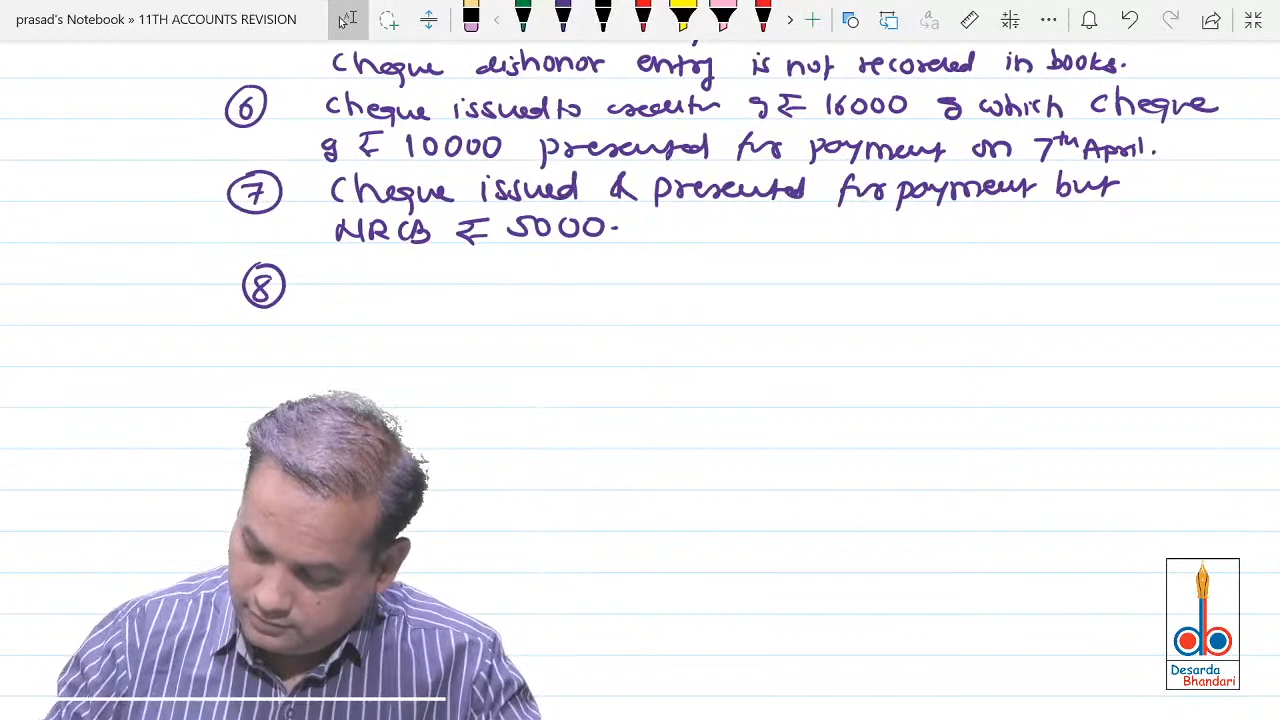 prasad's Notebook » 11TH ACCOUNTS REVISION
Cheque dishonor entry is not recorded in books.
⑥ Cheque issued to creditor of ₹ 16000 of which cheque
of ₹ 10000 presented for payment on 7th April.
⑦ Cheque issued & presented for payment but
NRCB ₹ 5000.
⑧
Desarda
Bhandari